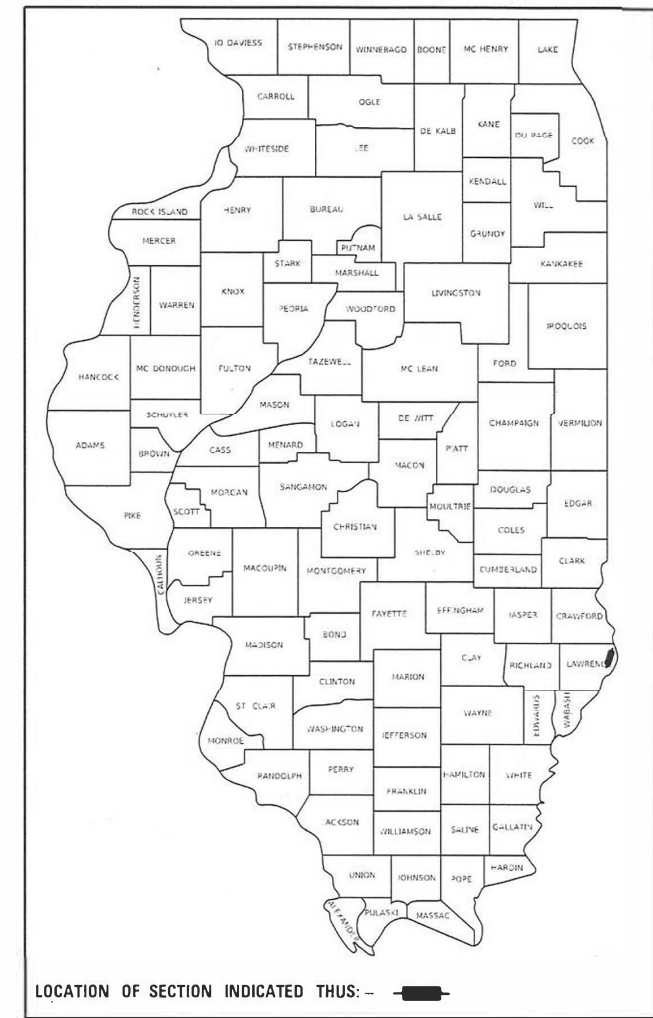 JO DAVIESS STEPHENSON WINNEBAGO BOONE MC HENRY LAKE
CARROLL OGLE DE KALB KANE DU PAGE COOK
WHITESIDE LEE
KENDALL WILL
ROCK ISLAND HENRY BUREAU LA SALLE GRUNDY
MERCER PUTNAM
STARK MARSHALL KANKAKEE
HENDERSON WARREN KNOX PEORIA WOODFORD LIVINGSTON IROQUOIS
HANCOCK MC DONOUGH FULTON TAZEWELL MC LEAN FORD
MASON
SCHUYLER LOGAN DE WITT CHAMPAIGN VERMILION
ADAMS BROWN CASS MENARD PIATT
MACON
MORGAN SANGAMON DOUGLAS EDGAR
PIKE SCOTT CHRISTIAN MOULTRIE
COLES
GREENE MACOUPIN MONTGOMERY SHELBY CLARK
CALHOUN CUMBERLAND
JERSEY FAYETTE EFFINGHAM JASPER CRAWFORD
MADISON BOND
CLAY RICHLAND LAWRENC
CLINTON MARION
ST CLAIR WAYNE EDWARDS WABASH
WASHINGTON JEFFERSON
MONROE
RANDOLPH PERRY HAMILTON WHITE
FRANKLIN
JACKSON WILLIAMSON SALINE GALLATIN
UNION JOHNSON POPE HARDIN
ALEXANDER PULASKI MASSAC
LOCATION OF SECTION INDICATED THUS: –